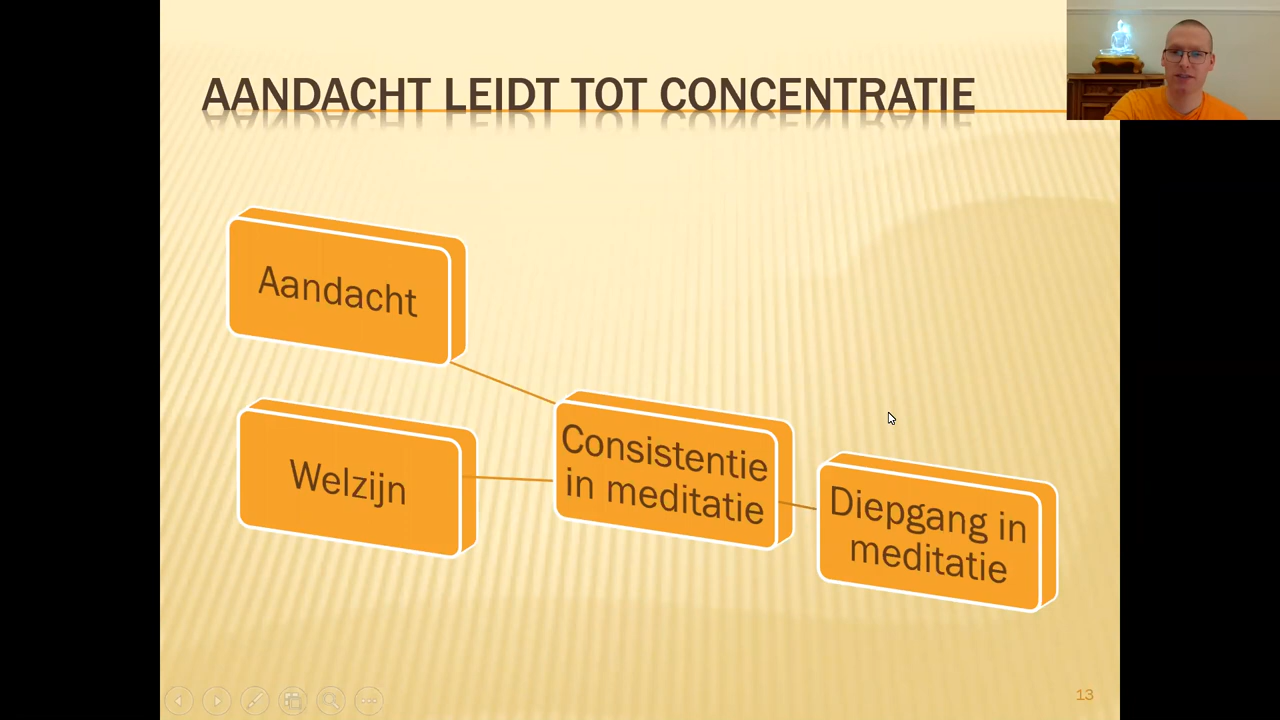 AANDACHT LEIDT TOT CONCENTRATIE
Aandacht
Welzijn
Consistentie
in meditatie
Diepgang in
meditatie
13